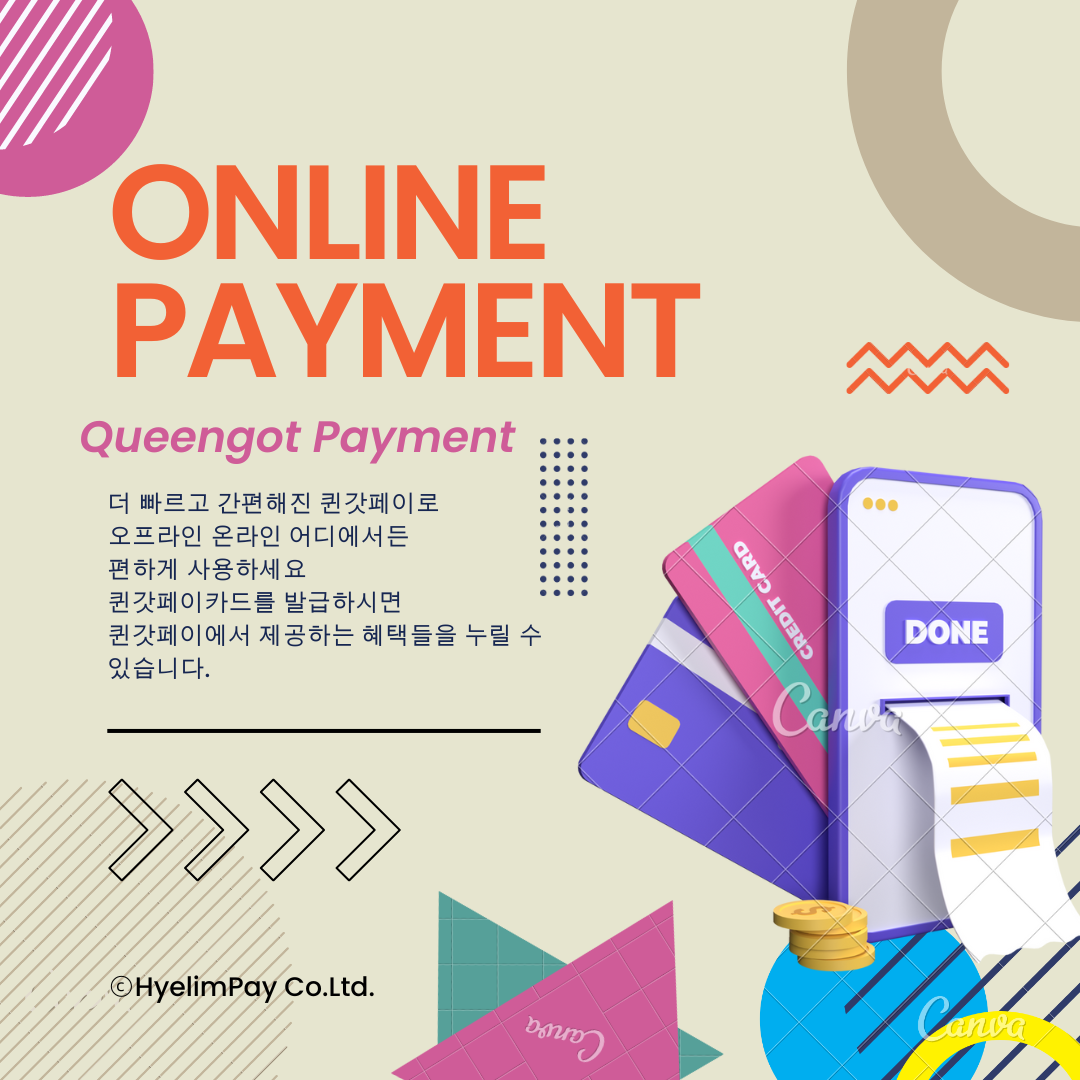 ONLINE
PAYMENT
Queengot Payment
더 빠르고 간편해진 퀸갓페이로
오프라인 온라인 어디에서든
편하게 사용하세요
퀸갓페이카드를 발급하시면
퀸갓페이에서 제공하는 혜택들을 누릴 수
있습니다.
CREDIT CARD
DONE
Canva
$
ⓒHyelimPay Co.Ltd.
Canva
Canva